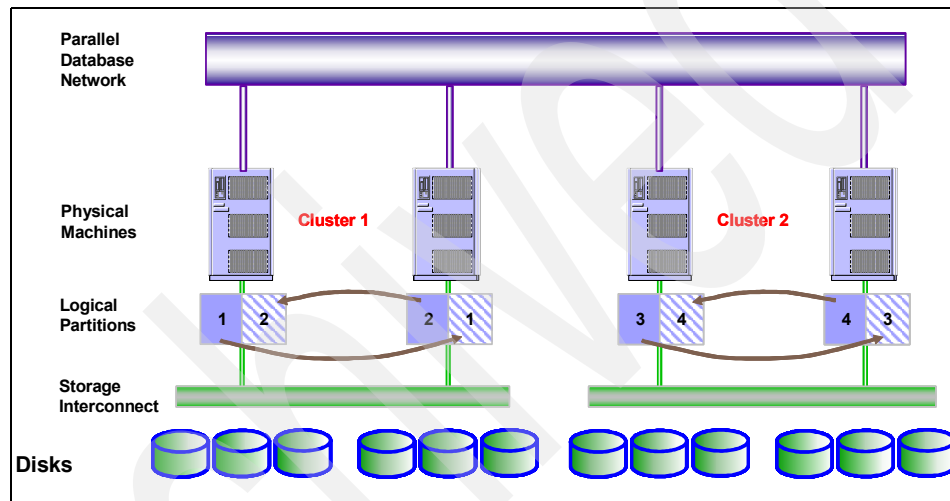 Parallel
Database
Network
Physical
Machines
Cluster 1
Cluster 2
Logical
Partitions
1 2
2 1
3 4
4 3
Storage
Interconnect
Disks